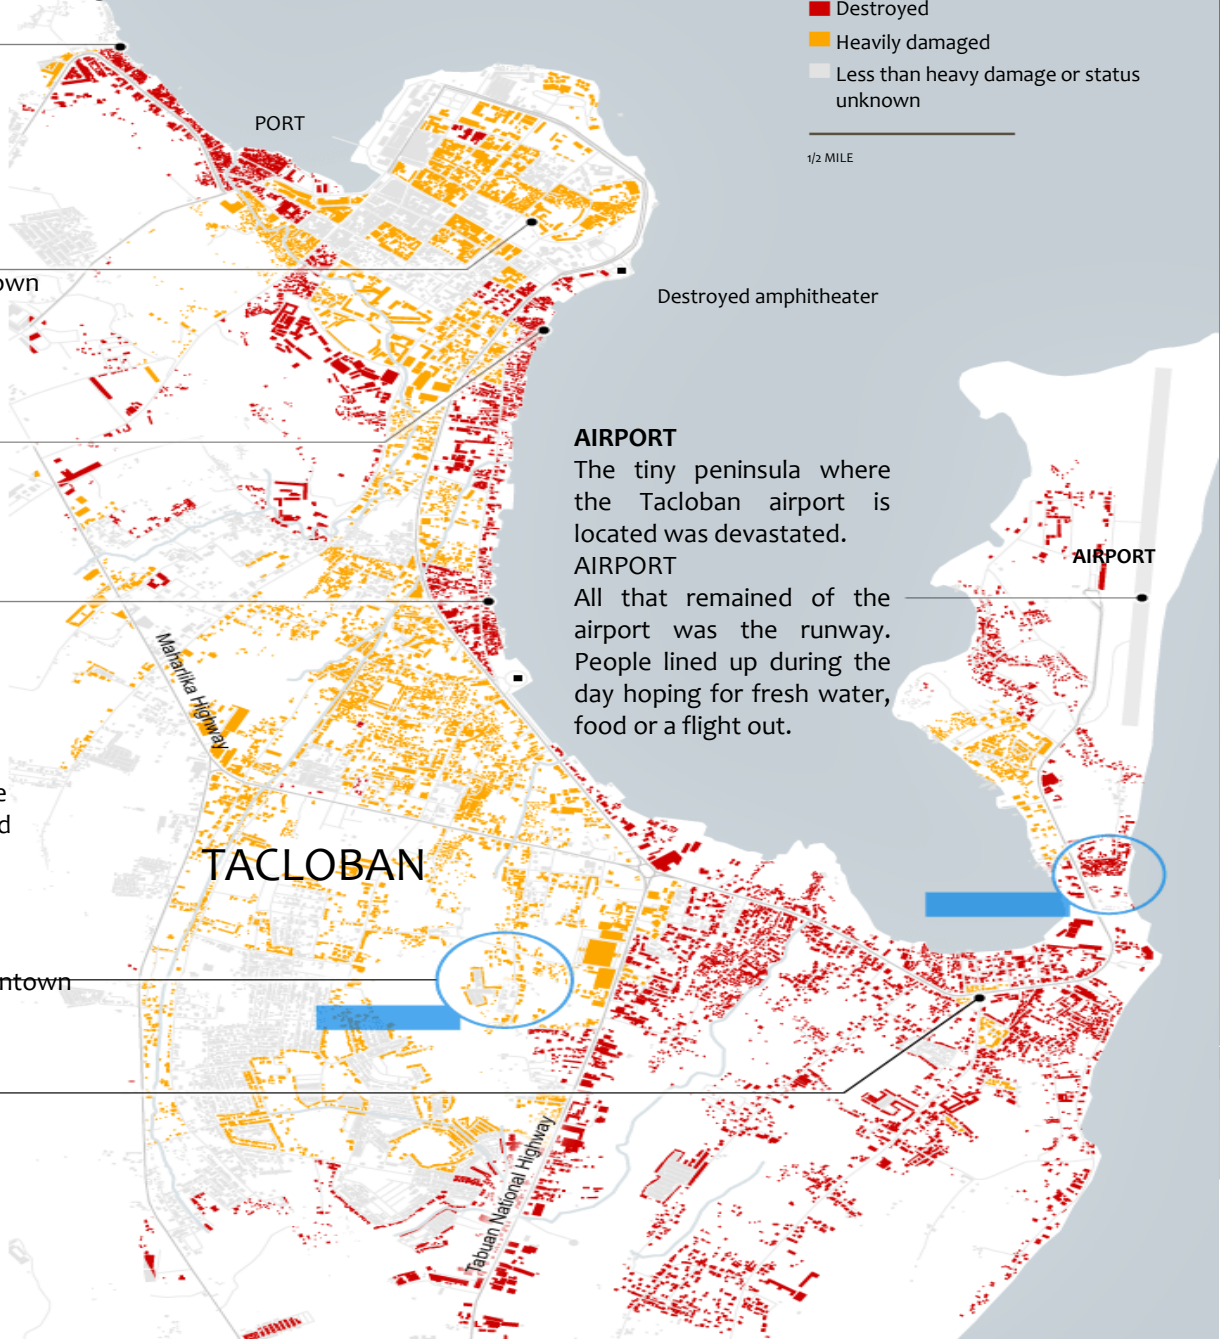 Destroyed
Heavily damaged
Less than heavy damage or status
unknown
1/2 MILE
PORT
own
Destroyed amphitheater
AIRPORT
The tiny peninsula where
the Tacloban airport is
located was devastated.
AIRPORT
All that remained of the
airport was the runway.
People lined up during the
day hoping for fresh water,
food or a flight out.
AIRPORT
Maharlika Highway
e
d
TACLOBAN
ntown
Tabuan National Highway